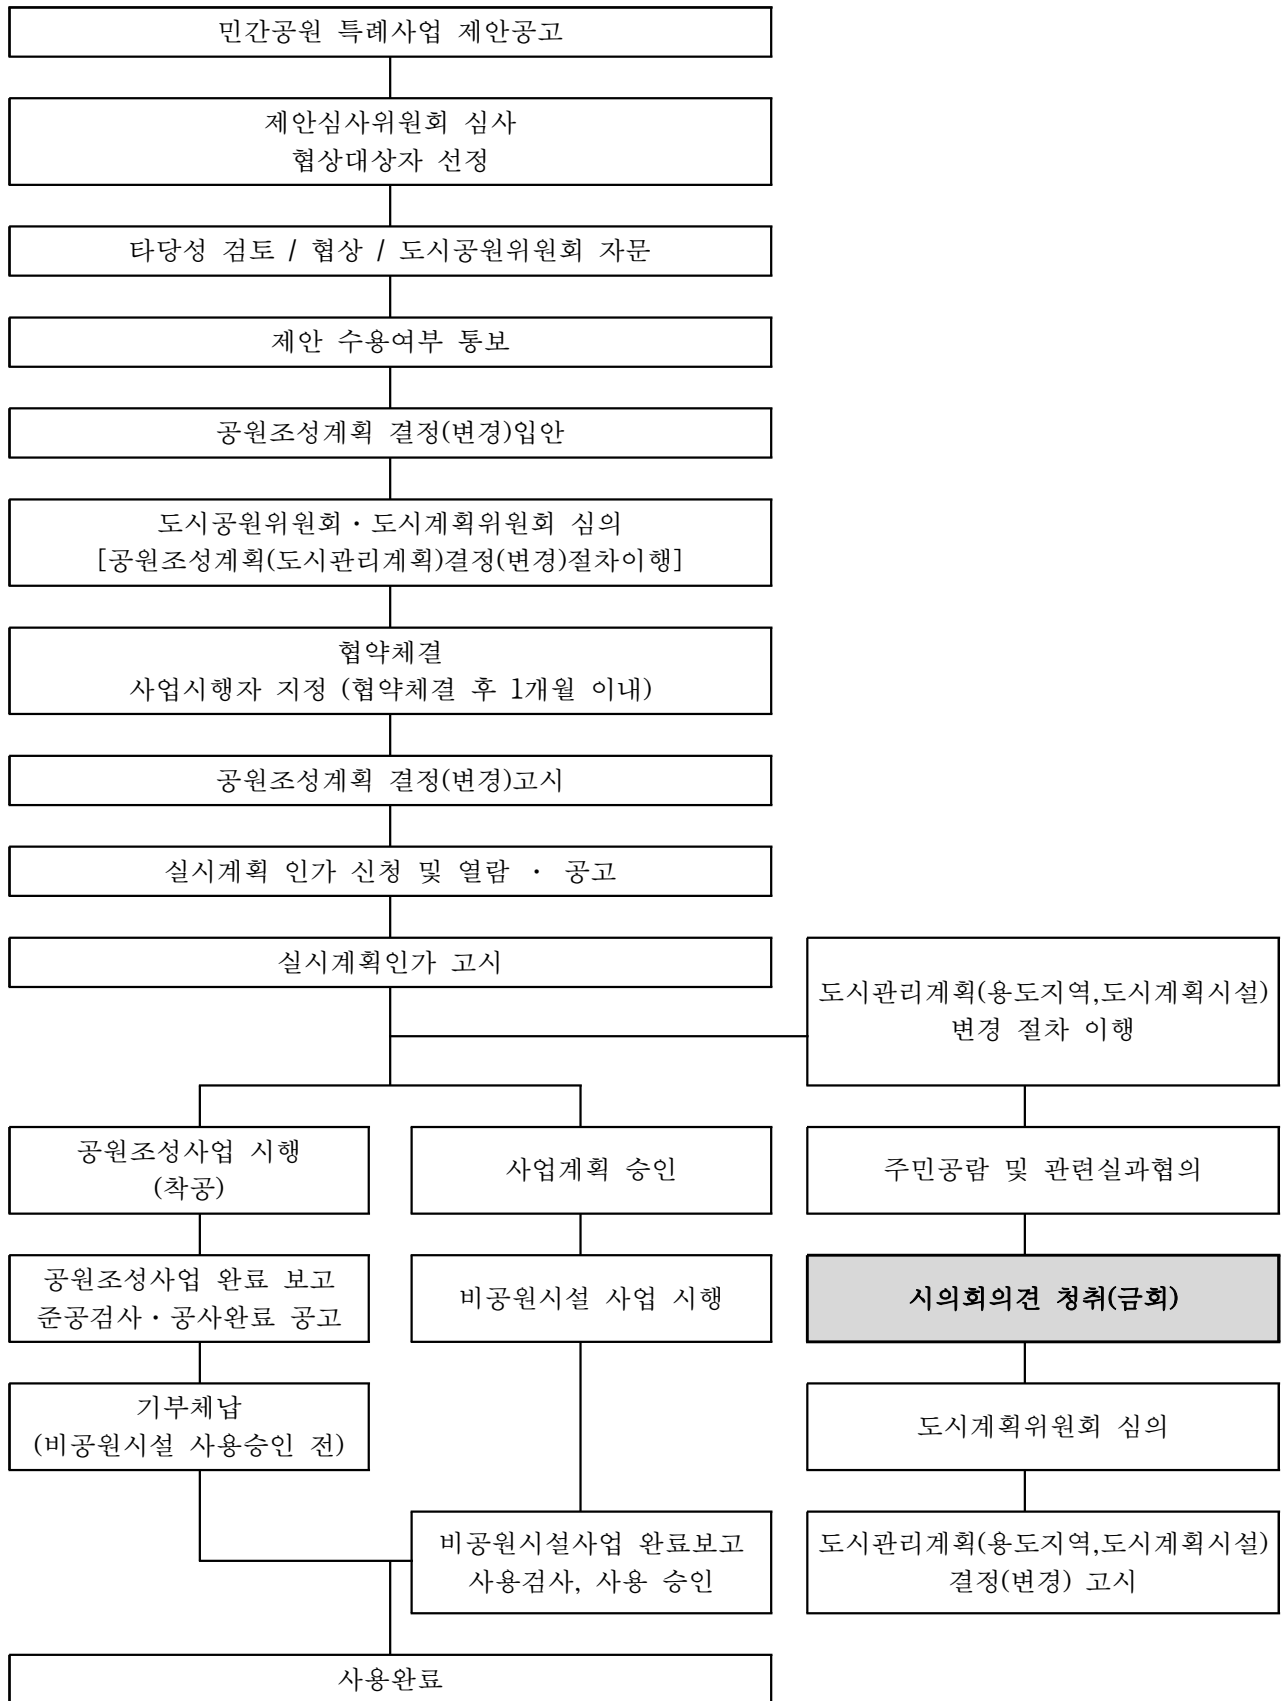 민간공원 특례사업 제안공고
제안심사위원회 심사
협상대상자 선정
타당성 검토 / 협상 / 도시공원위원회 자문
제안 수용여부 통보
공원조성계획 결정(변경)입안
도시공원위원회・도시계획위원회 심의
[공원조성계획(도시관리계획)결정(변경)절차이행]
협약체결
사업시행자 지정 (협약체결 후 1개월 이내)
공원조성계획 결정(변경)고시
실시계획 인가 신청 및 열람 ・ 공고
실시계획인가 고시
도시관리계획(용도지역,도시계획시설)
변경 절차 이행
공원조성사업 시행
(착공)
사업계획 승인
주민공람 및 관련실과협의
공원조성사업 완료 보고
준공검사・공사완료 공고
비공원시설 사업 시행
시의회의견 청취(금회)
기부체납
(비공원시설 사용승인 전)
도시계획위원회 심의
비공원시설사업 완료보고
사용검사, 사용 승인
도시관리계획(용도지역,도시계획시설)
결정(변경) 고시
사용완료